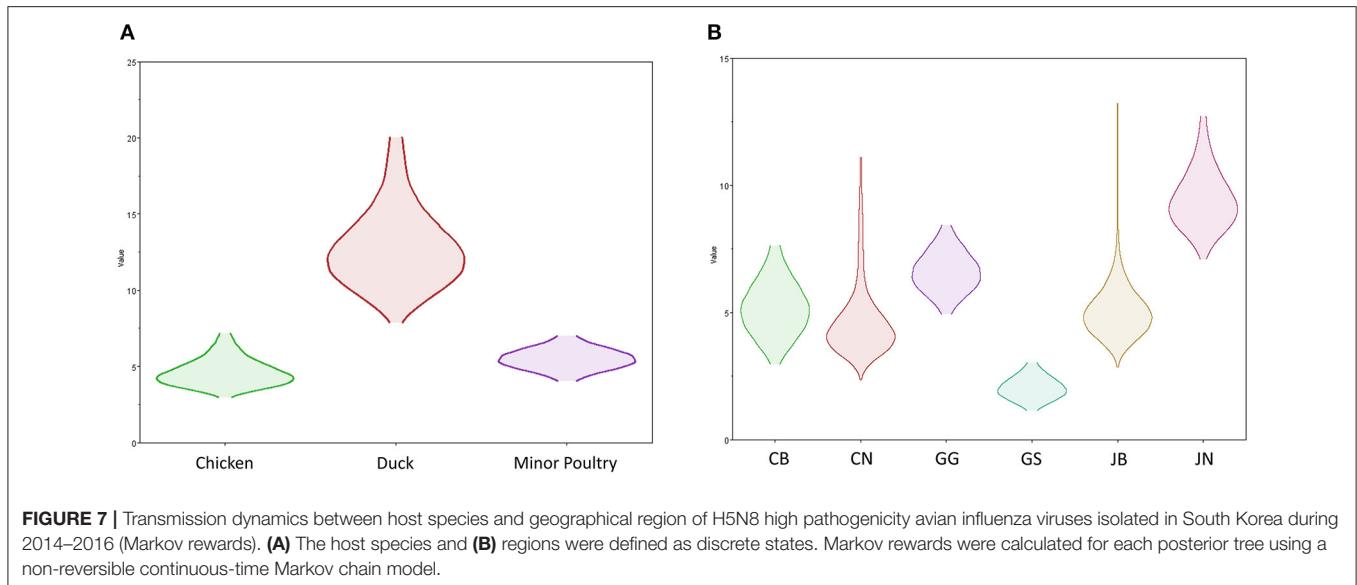 A
B
25
20
15
10
5
0
Value
Chicken
Duck
Minor Poultry
15
10
5
0
Value
CB
CN
GG
GS
JB
JN
FIGURE 7 | Transmission dynamics between host species and geographical region of H5N8 high pathogenicity avian influenza viruses isolated in South Korea during
2014–2016 (Markov rewards). (A) The host species and (B) regions were defined as discrete states. Markov rewards were calculated for each posterior tree using a
non-reversible continuous-time Markov chain model.